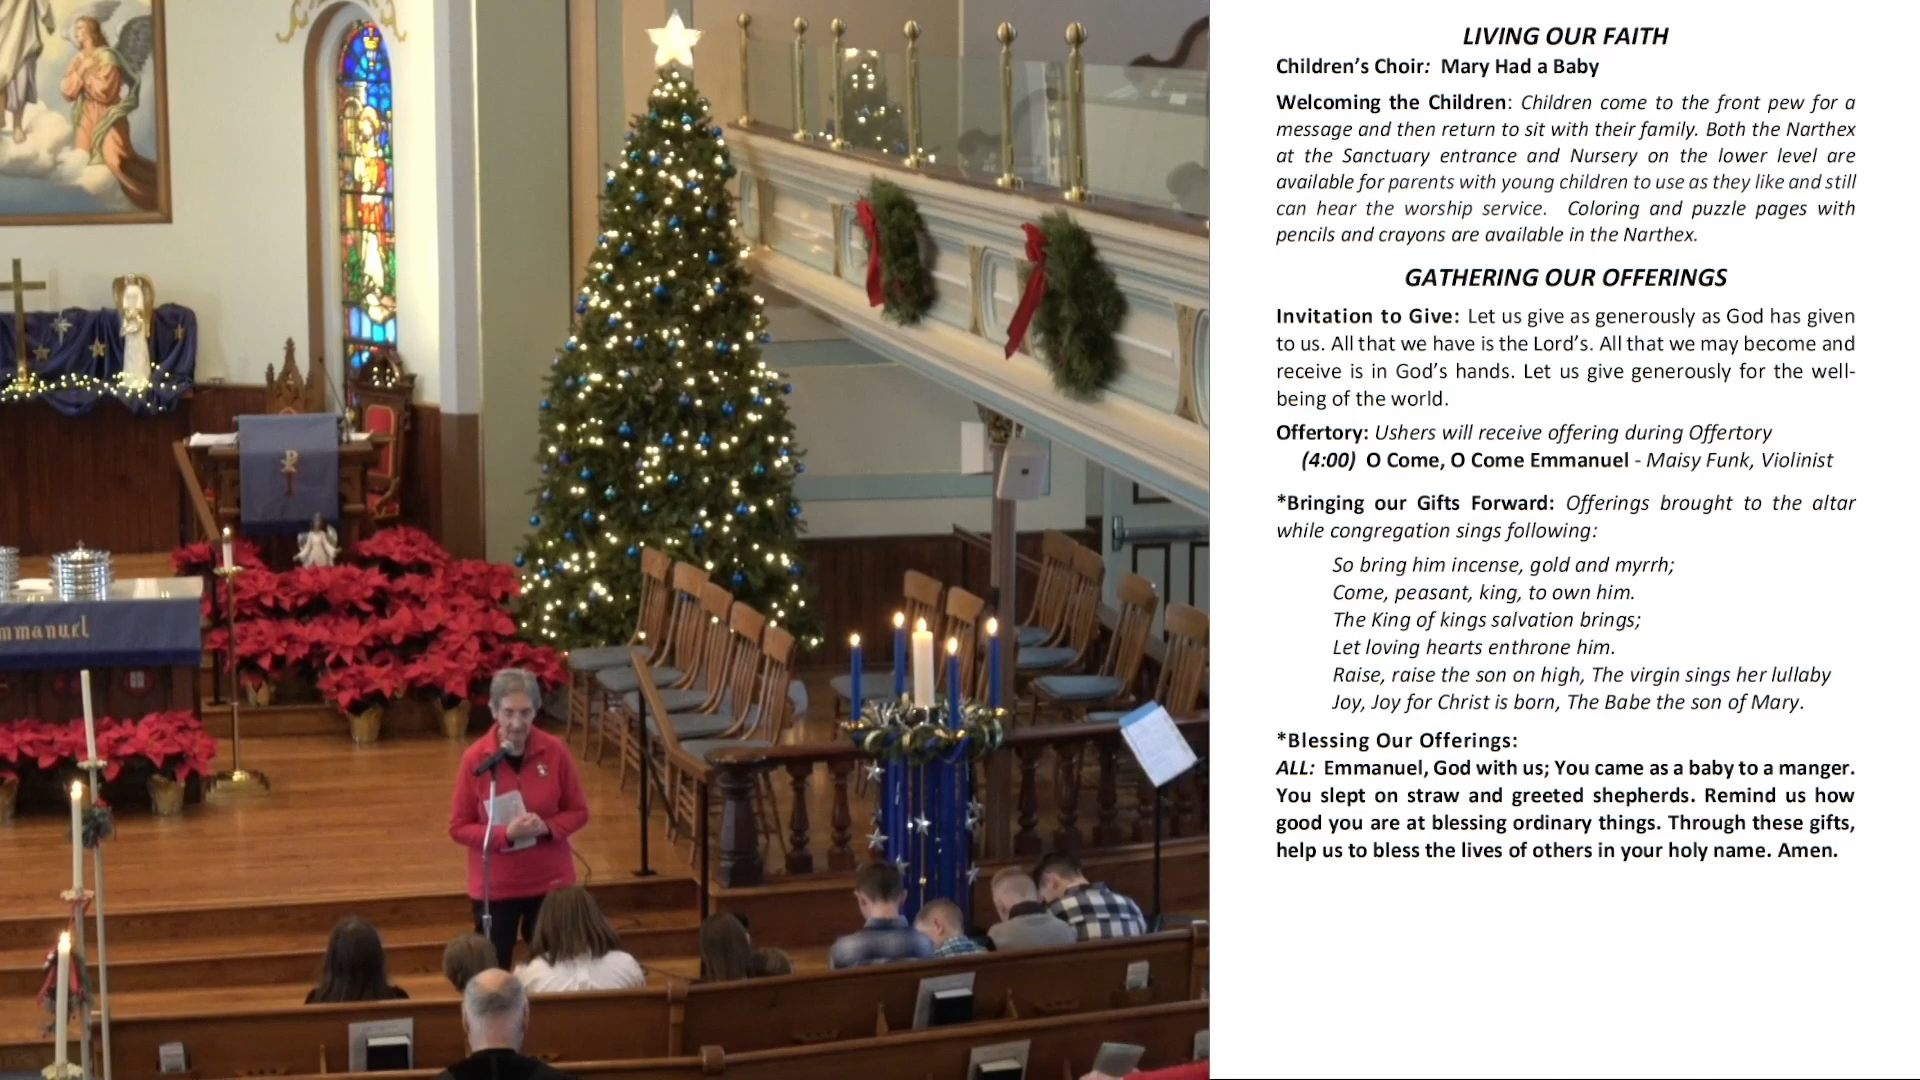 mmanuel
LIVING OUR FAITH
Children's Choir: Mary Had a Baby
Welcoming the Children: Children come to the front pew for a
message and then return to sit with their family. Both the Narthex
at the Sanctuary entrance and Nursery on the lower level are
available for parents with young children to use as they like and still
can hear the worship service. Coloring and puzzle pages with
pencils and crayons are available in the Narthex.
GATHERING OUR OFFERINGS
Invitation to Give: Let us give as generously as God has given
to us. All that we have is the Lord's. All that we may become and
receive is in God's hands. Let us give generously for the well-
being of the world.
Offertory: Ushers will receive offering during Offertory
(4:00) O Come, O Come Emmanuel - Maisy Funk, Violinist
*Bringing our Gifts Forward: Offerings brought to the altar
while congregation sings following:
So bring him incense, gold and myrrh;
Come, peasant, king, to own him.
The King of kings salvation brings;
Let loving hearts enthrone him.
Raise, raise the son on high, The virgin sings her lullaby
Joy, Joy for Christ is born, The Babe the son of Mary.
*Blessing Our Offerings:
ALL: Emmanuel, God with us; You came as a baby to a manger.
You slept on straw and greeted shepherds. Remind us how
good you are at blessing ordinary things. Through these gifts,
help us to bless the lives of others in your holy name. Amen.